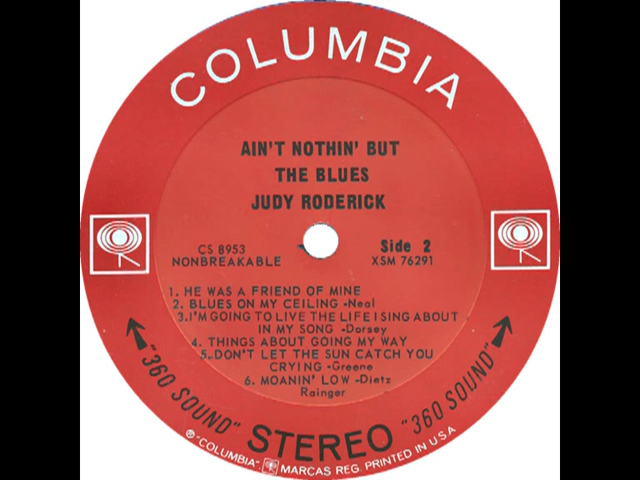 COLUMBIA
AIN'T NOTHIN' BUT
THE BLUES
JUDY RODERICK
CS 8953
NONBREAKABLE
Side 2
XSM 76291
1. HE WAS A FRIEND OF MINE
2. BLUES ON MY CEILING -Neal
3. I'M GOING TO LIVE THE LIFE I SING ABOUT
IN MY SONG -Dorsey
4. THINGS ABOUT GOING MY WAY
5. DON'T LET THE SUN CATCH YOU
CRYING -Greene
6. MOANIN' LOW -Dietz
Rainger
"360 SOUND" STEREO "360 SOUND"
℗ "COLUMBIA", MARCAS REG. PRINTED IN U.S.A.